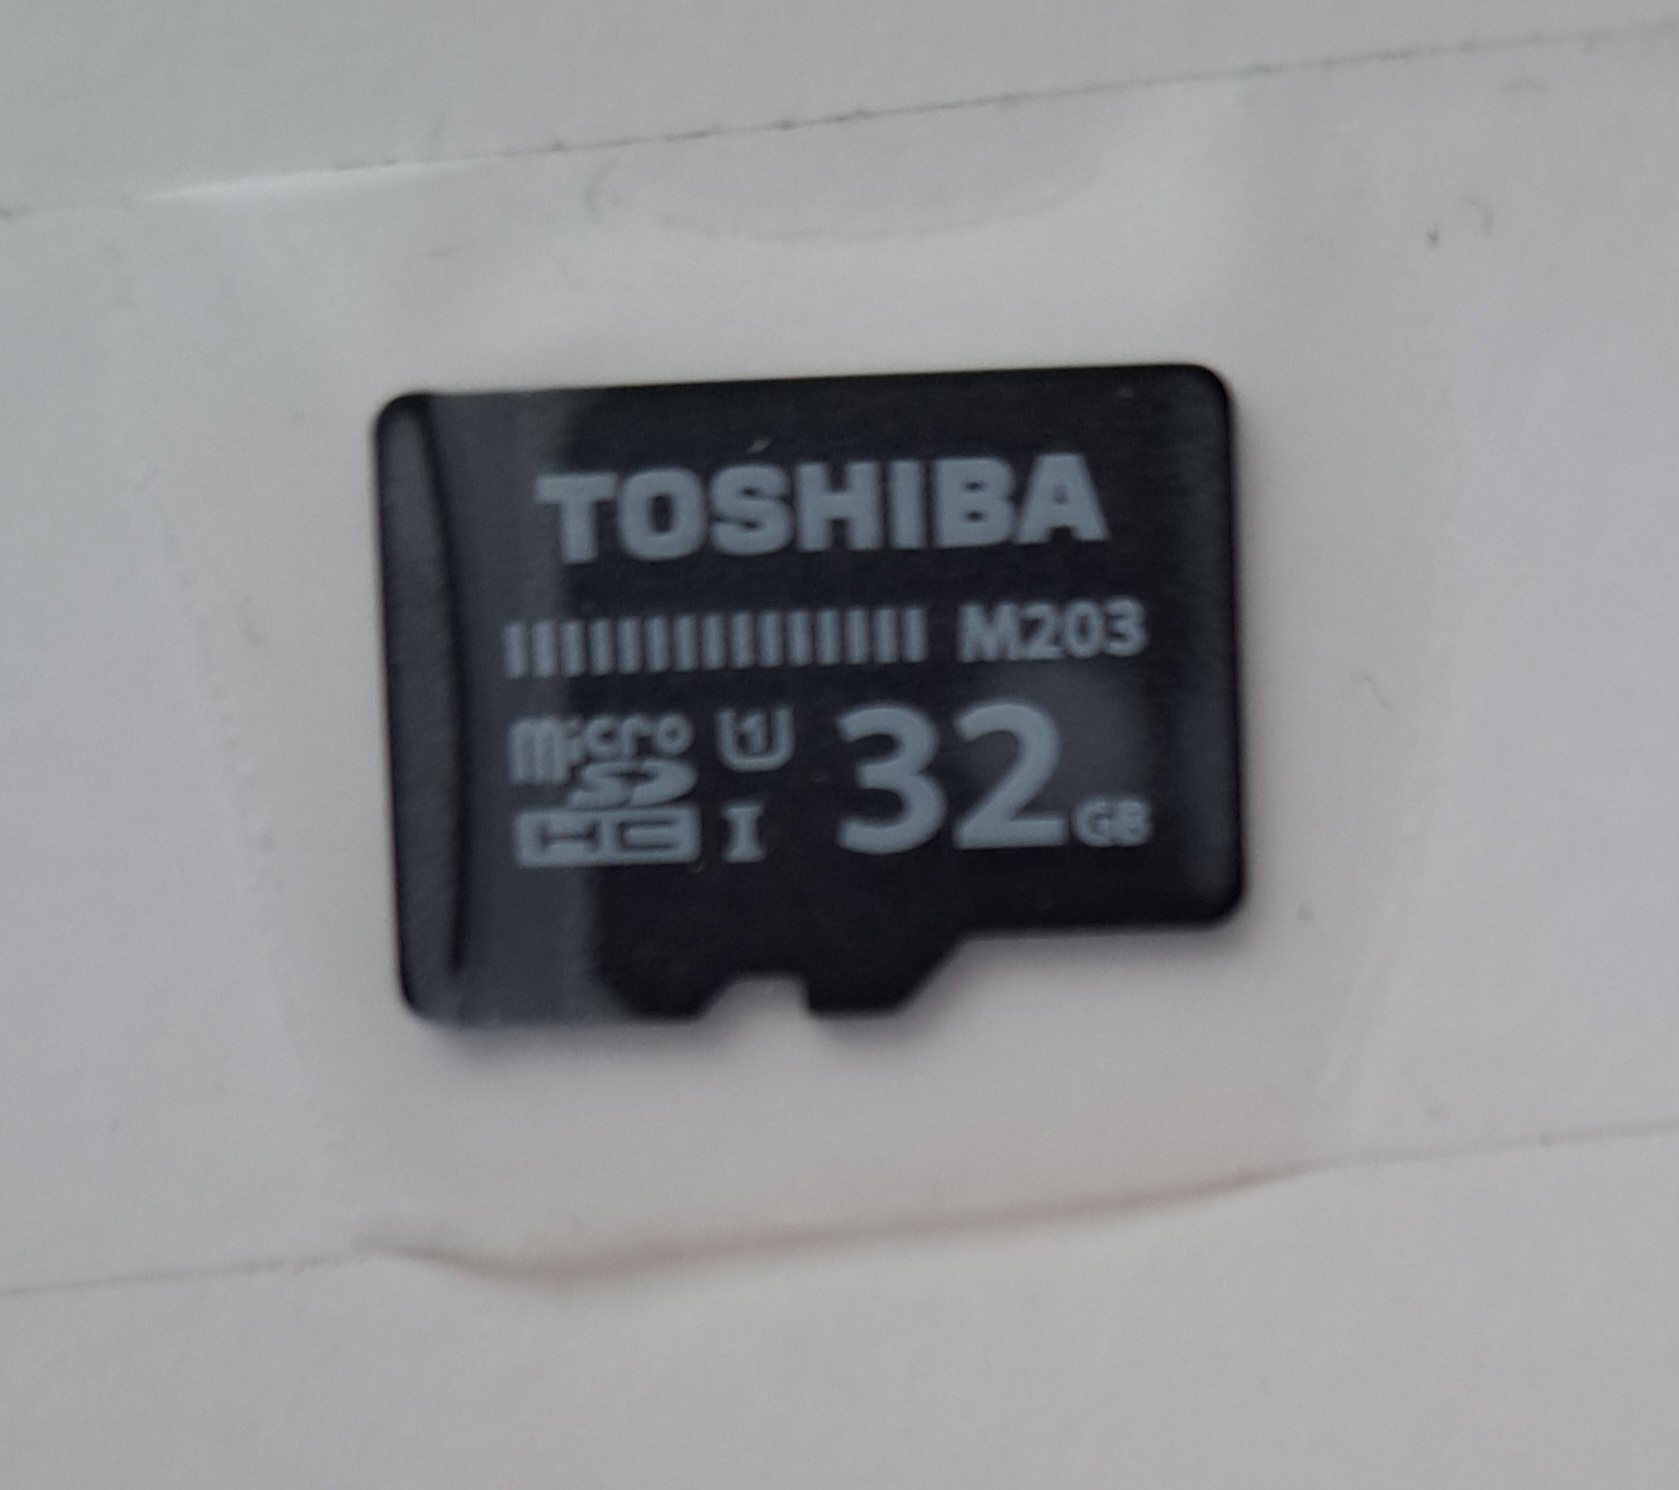 TOSHIBA
M203
micro
SD
HC
U1
I
32GB